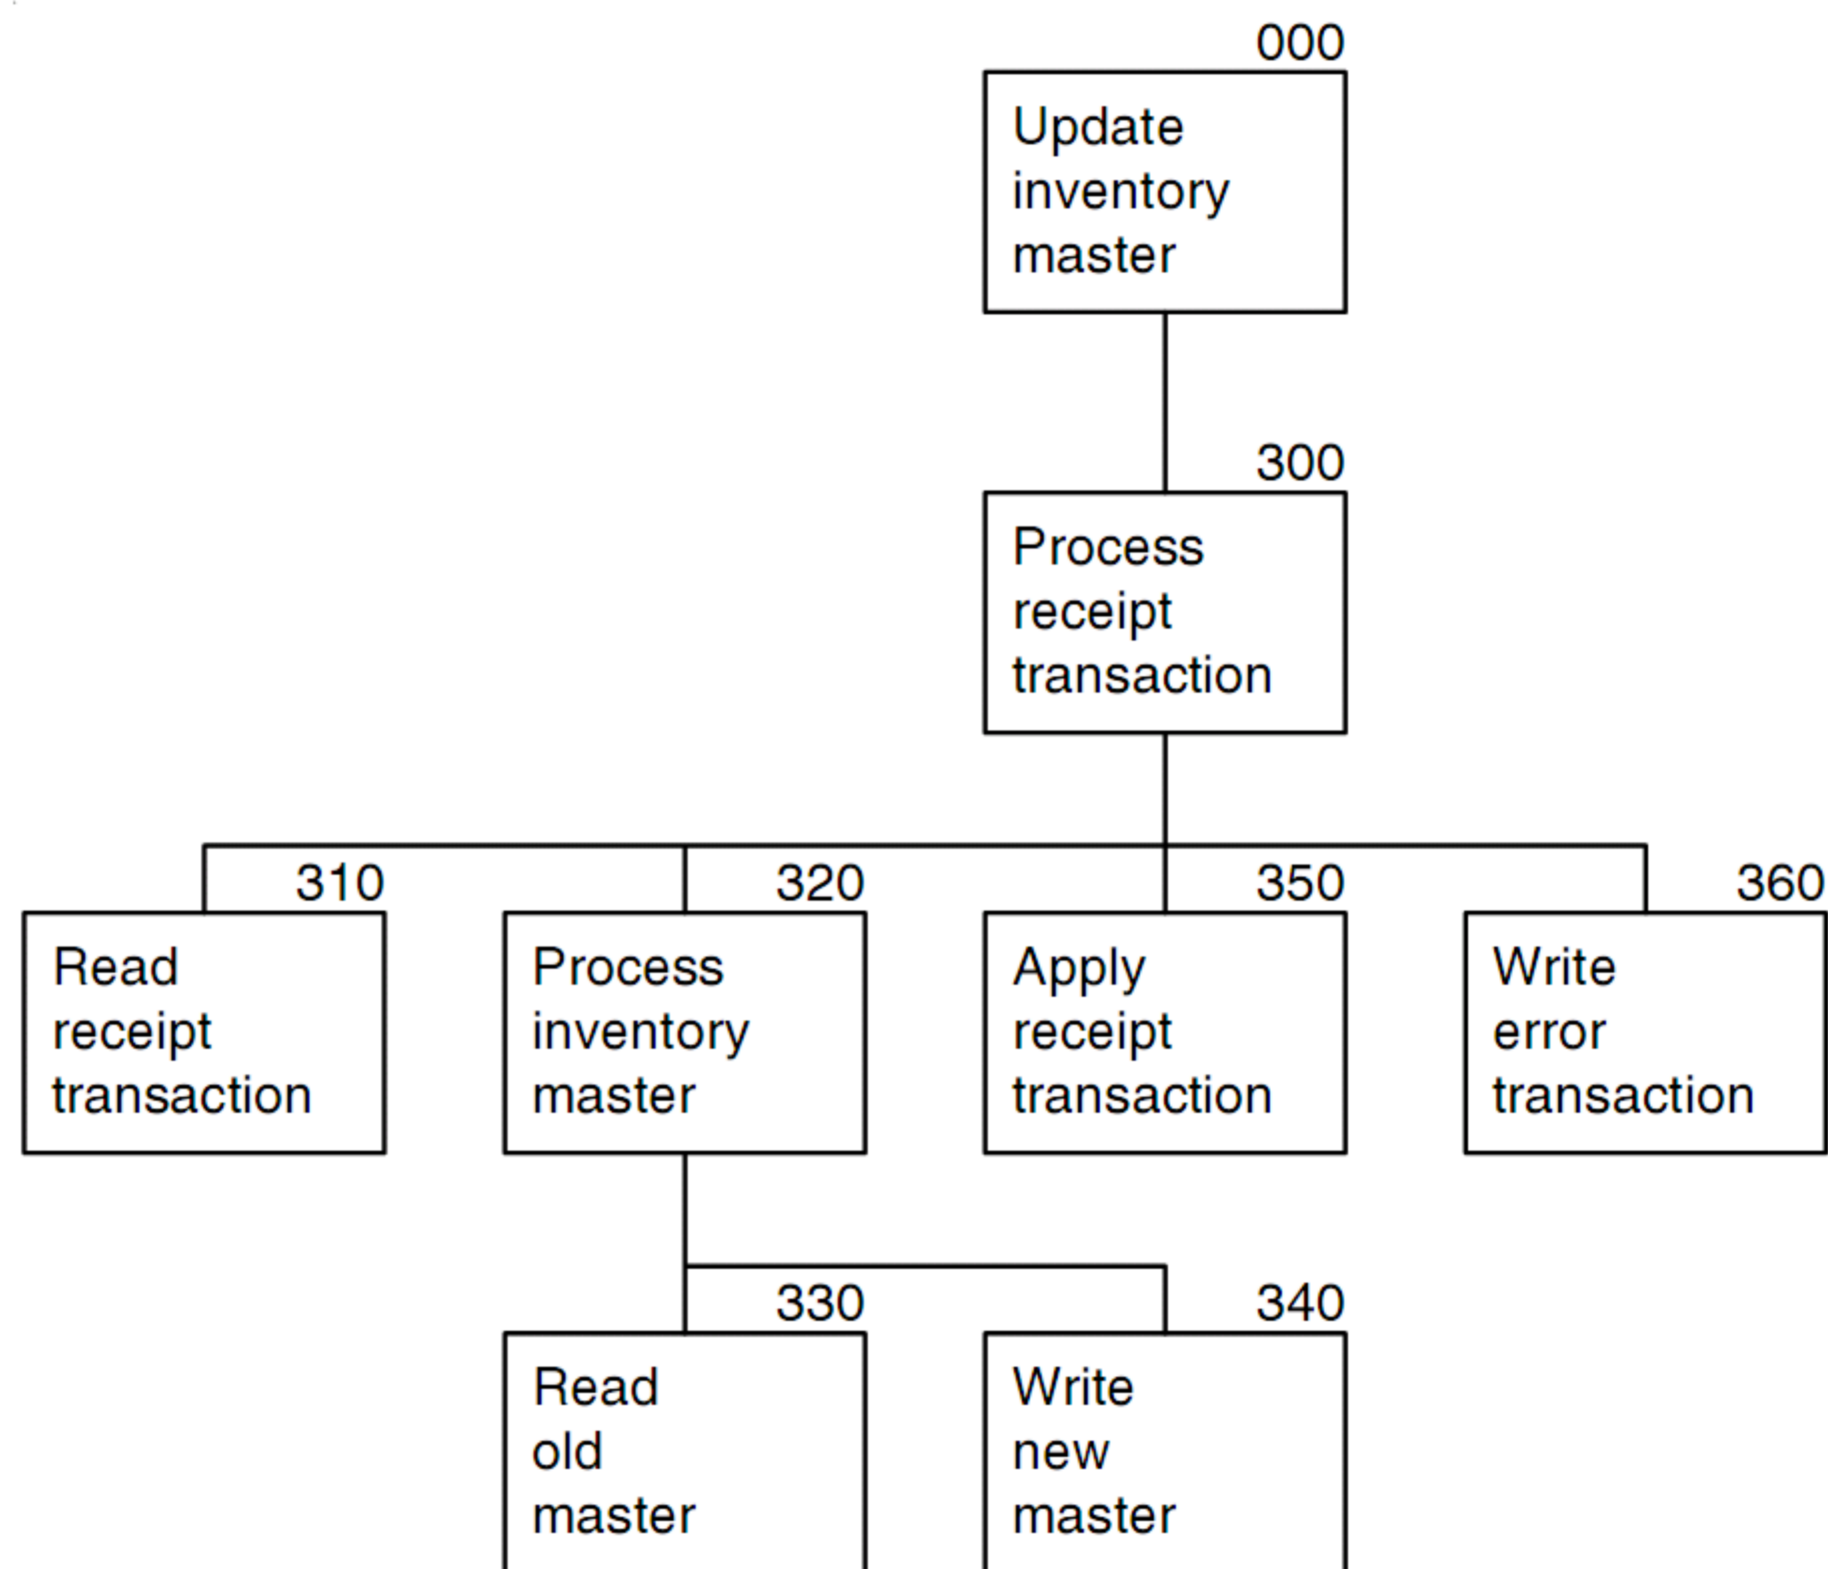 000
Update
inventory
master
300
Process
receipt
transaction
310
Read
receipt
transaction
320
Process
inventory
master
350
Apply
receipt
transaction
360
Write
error
transaction
330
Read
old
master
340
Write
new
master